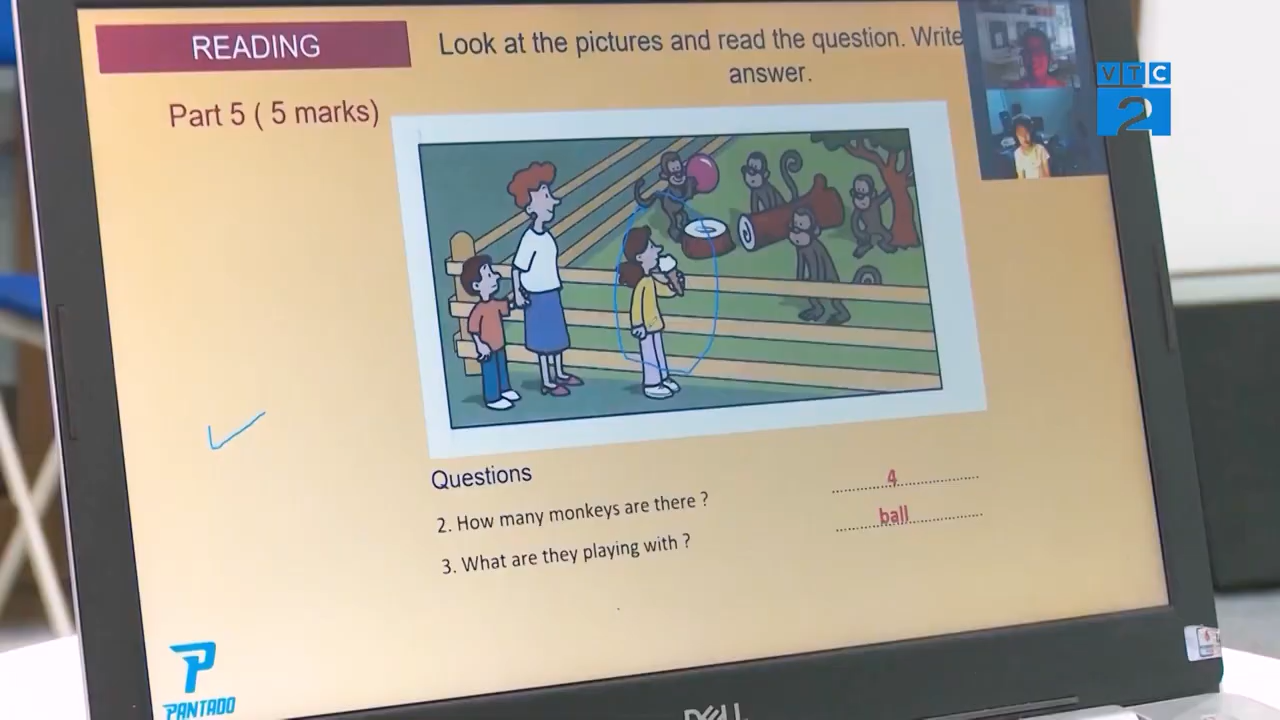 READING
Look at the pictures and read the question. Write
answer.
Part 5 ( 5 marks)
VTC
2
Questions
2. How many monkeys are there ?
4
3. What are they playing with ?
ball
PANTADO
DELL